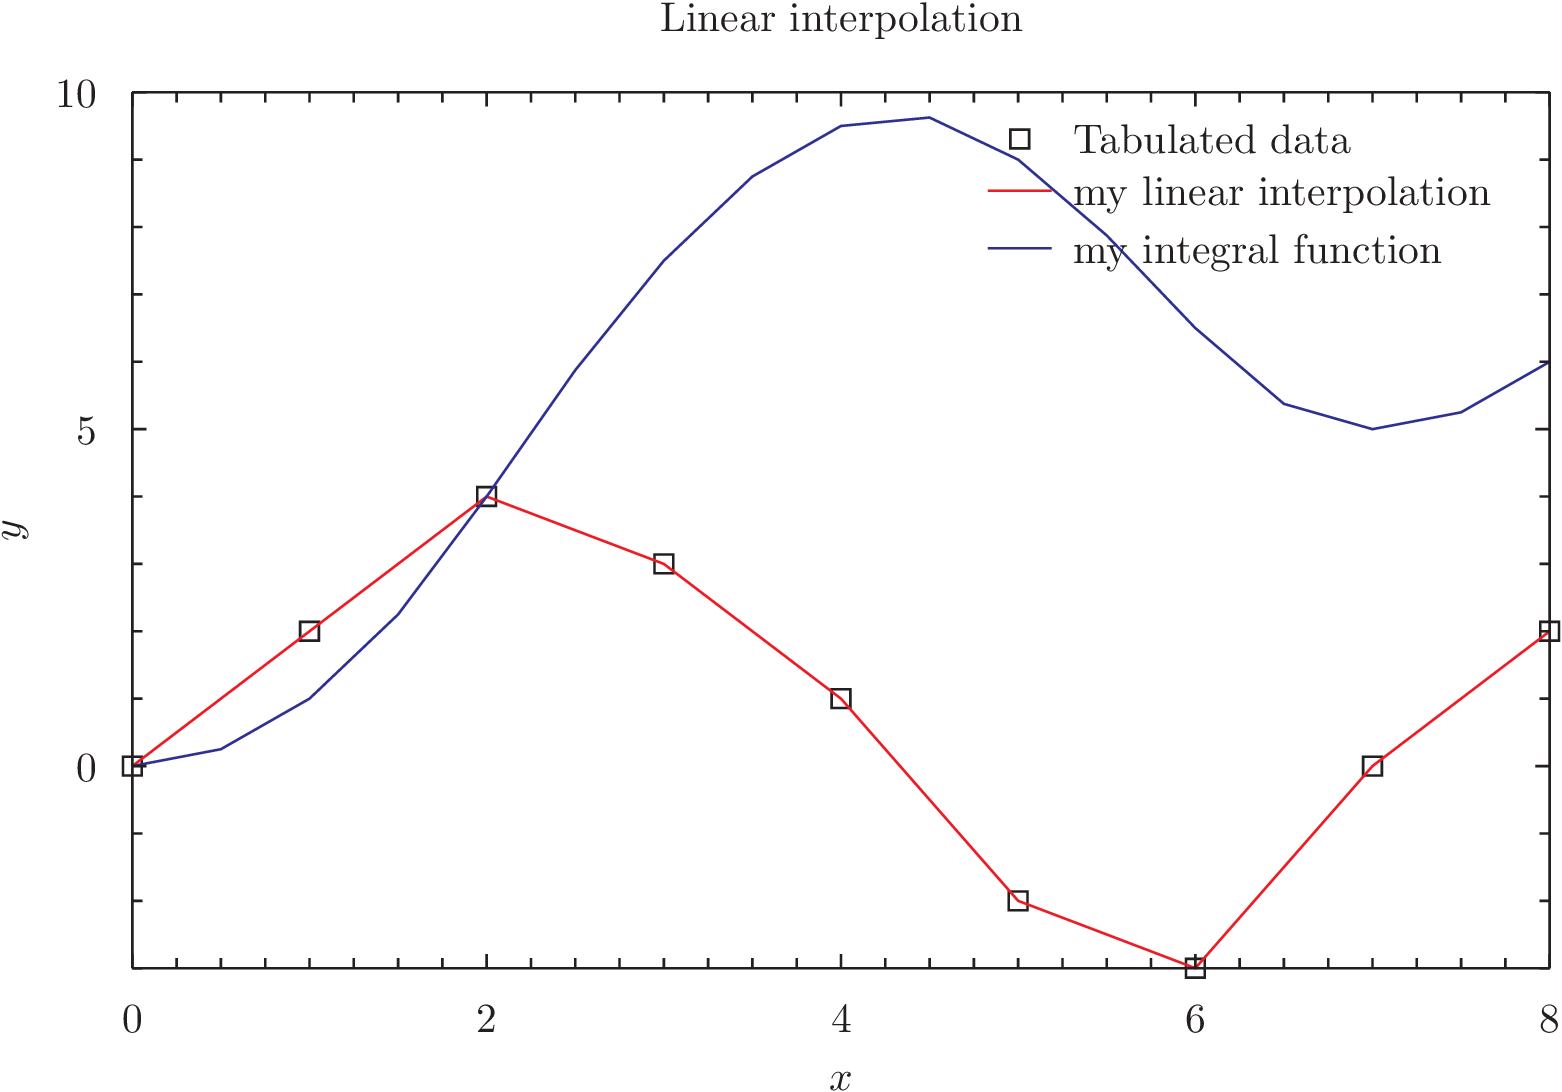 Linear interpolation
10
5
0
y
Tabulated data
my linear interpolation
my integral function
0 2 4 6 8
x